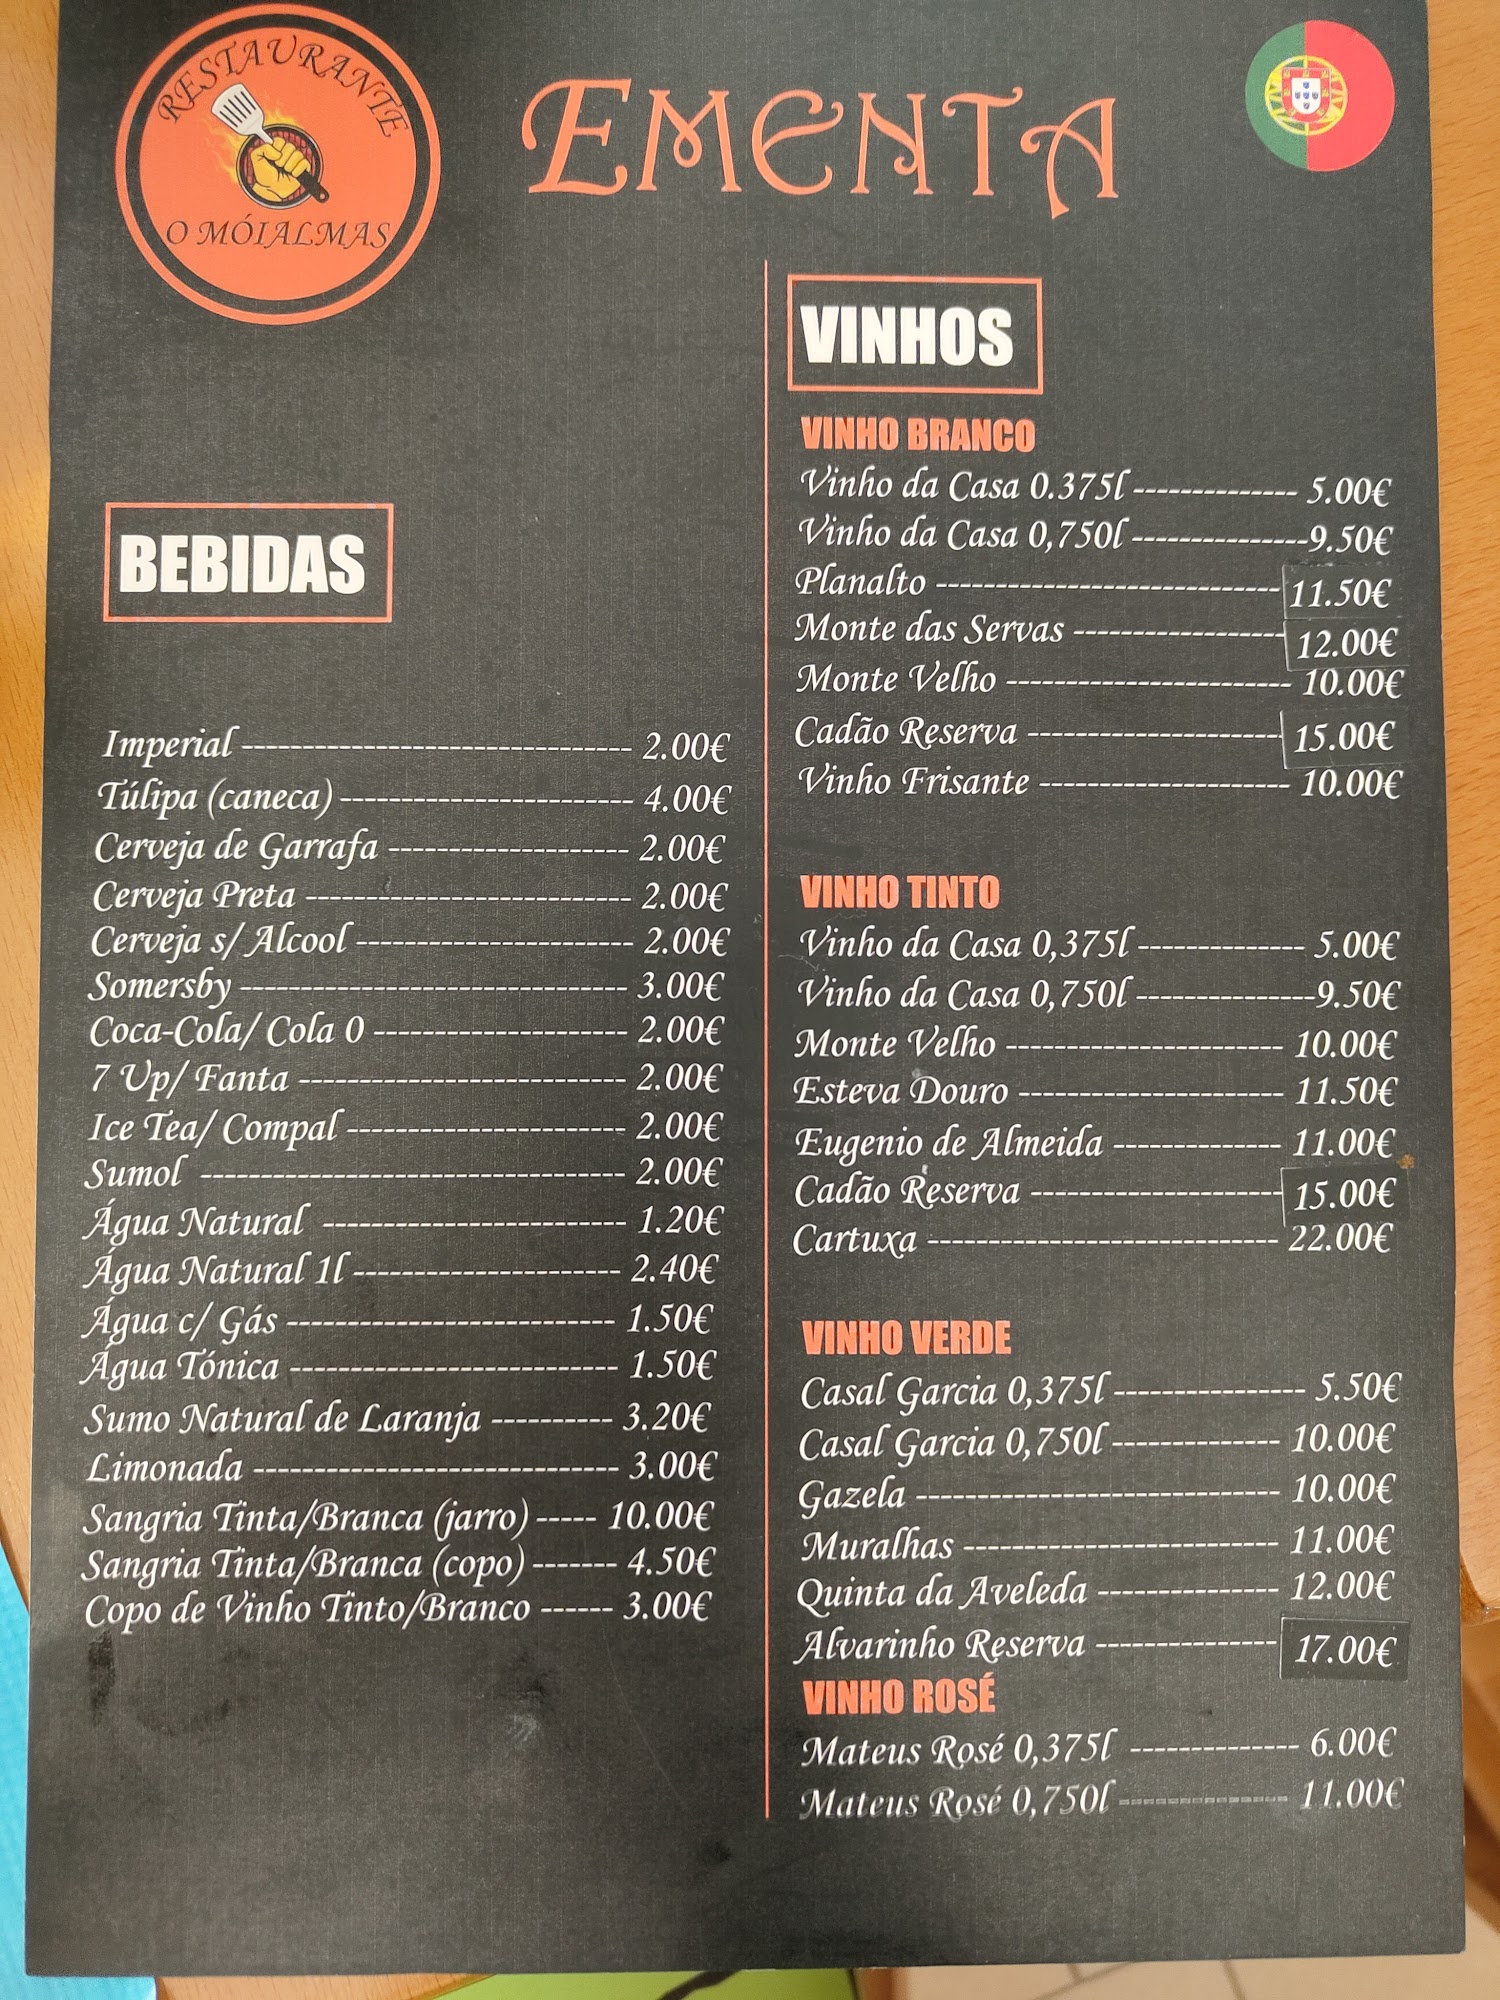 RESTAURANTE
O MÓIALMAS
EMENTA
BEBIDAS
Imperial ------------------------------- 2.00€
Túlipa (caneca) ------------------------ 4.00€
Cerveja de Garrafa -------------------- 2.00€
Cerveja Preta --------------------------- 2.00€
Cerveja s/ Alcool ----------------------- 2.00€
Somersby -------------------------------- 3.00€
Coca-Cola/ Cola 0 --------------------- 2.00€
7 Up/ Fanta --------------------------- 2.00€
Ice Tea/ Compal ----------------------- 2.00€
Sumol ----------------------------------- 2.00€
Água Natural ------------------------- 1.20€
Água Natural 1l ---------------------- 2.40€
Água c/ Gás --------------------------- 1.50€
Água Tónica --------------------------- 1.50€
Sumo Natural de Laranja ---------- 3.20€
Limonada ------------------------------ 3.00€
Sangria Tinta/Branca (jarro) ----- 10.00€
Sangria Tinta/Branca (copo) ------- 4.50€
Copo de Vinho Tinto/Branco ------ 3.00€
VINHOS
VINHO BRANCO
Vinho da Casa 0.375l -------------- 5.00€
Vinho da Casa 0,750l ---------------9.50€
Planalto ----------------------------- 11.50€
Monte das Servas ------------------ 12.00€
Monte Velho ------------------------ 10.00€
Cadão Reserva --------------------- 15.00€
Vinho Frisante --------------------- 10.00€
VINHO TINTO
Vinho da Casa 0,375l -------------- 5.00€
Vinho da Casa 0,750l ---------------9.50€
Monte Velho ----------------------- 10.00€
Esteva Douro ---------------------- 11.50€
Eugenio de Almeida -------------- 11.00€
Cadão Reserva --------------------- 15.00€
Cartuxa ----------------------------- 22.00€
VINHO VERDE
Casal Garcia 0,375l ---------------- 5.50€
Casal Garcia 0,750l -------------- 10.00€
Gazela ------------------------------ 10.00€
Muralhas -------------------------- 11.00€
Quinta da Aveleda --------------- 12.00€
Alvarinho Reserva --------------- 17.00€
VINHO ROSÉ
Mateus Rosé 0,375l -------------- 6.00€
Mateus Rosé 0,750l -------------- 11.00€